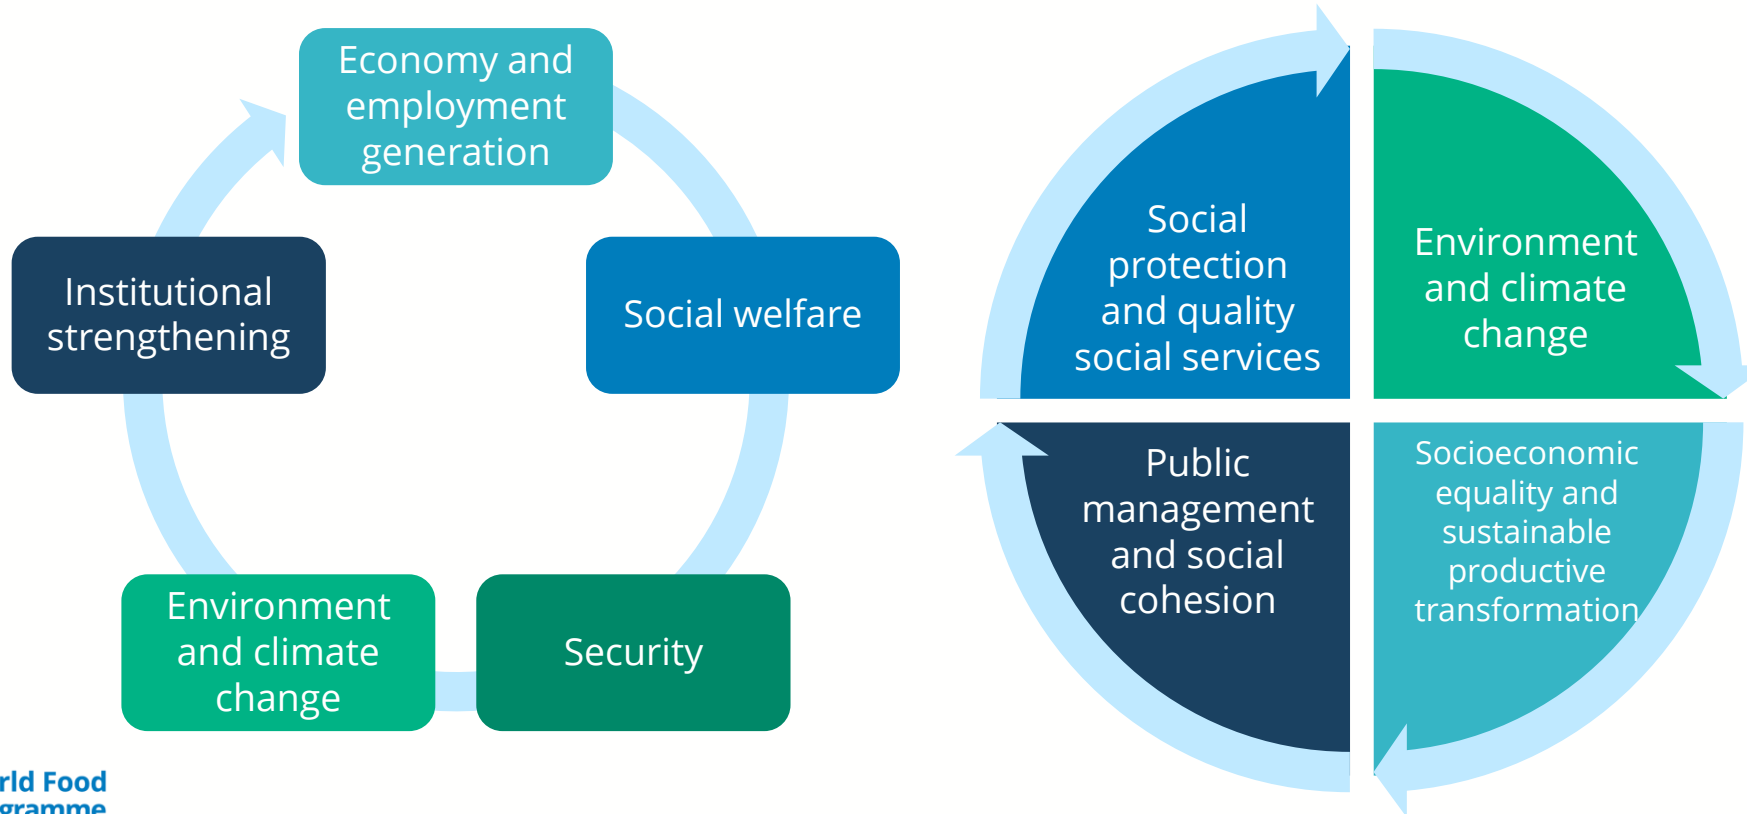 Economy and
employment
generation
Institutional
strengthening
Social welfare
Environment
and climate
change
Security
Social
protection
and quality
social services
Environment
and climate
change
Public
management
and social
cohesion
Socioeconomic
equality and
sustainable
productive
transformation
rld Food
gramme